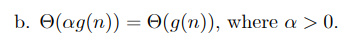 b. Θ(αg(n)) = Θ(g(n)), where α > 0.